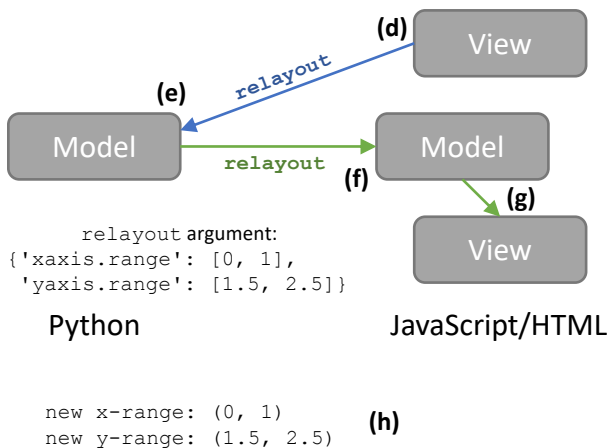 (d)
View
relayout
(e)
Model
relayout
Model
(f)
(g)
View
relayout argument:
{'xaxis.range': [0, 1],
'yaxis.range': [1.5, 2.5]}
Python
JavaScript/HTML
new x-range: (0, 1)
(h)
new y-range: (1.5, 2.5)